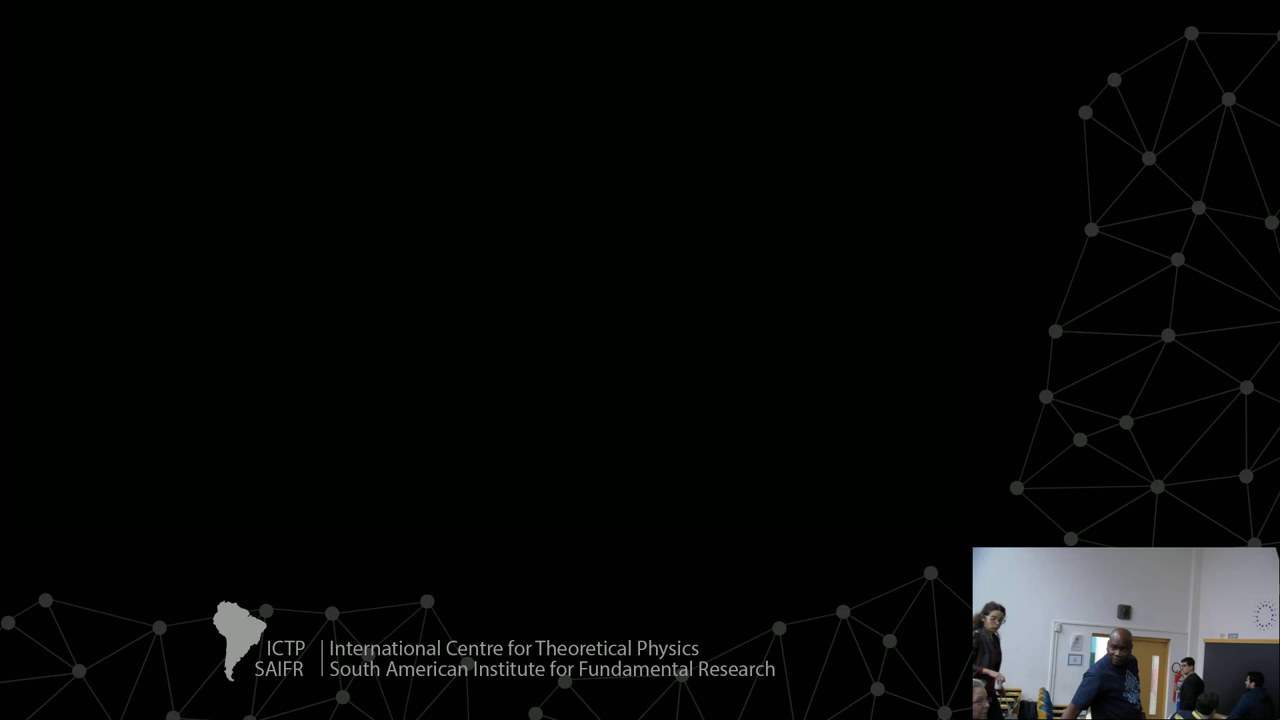 ICTP
SAIFR
International Centre for Theoretical Physics
South American Institute for Fundamental Research